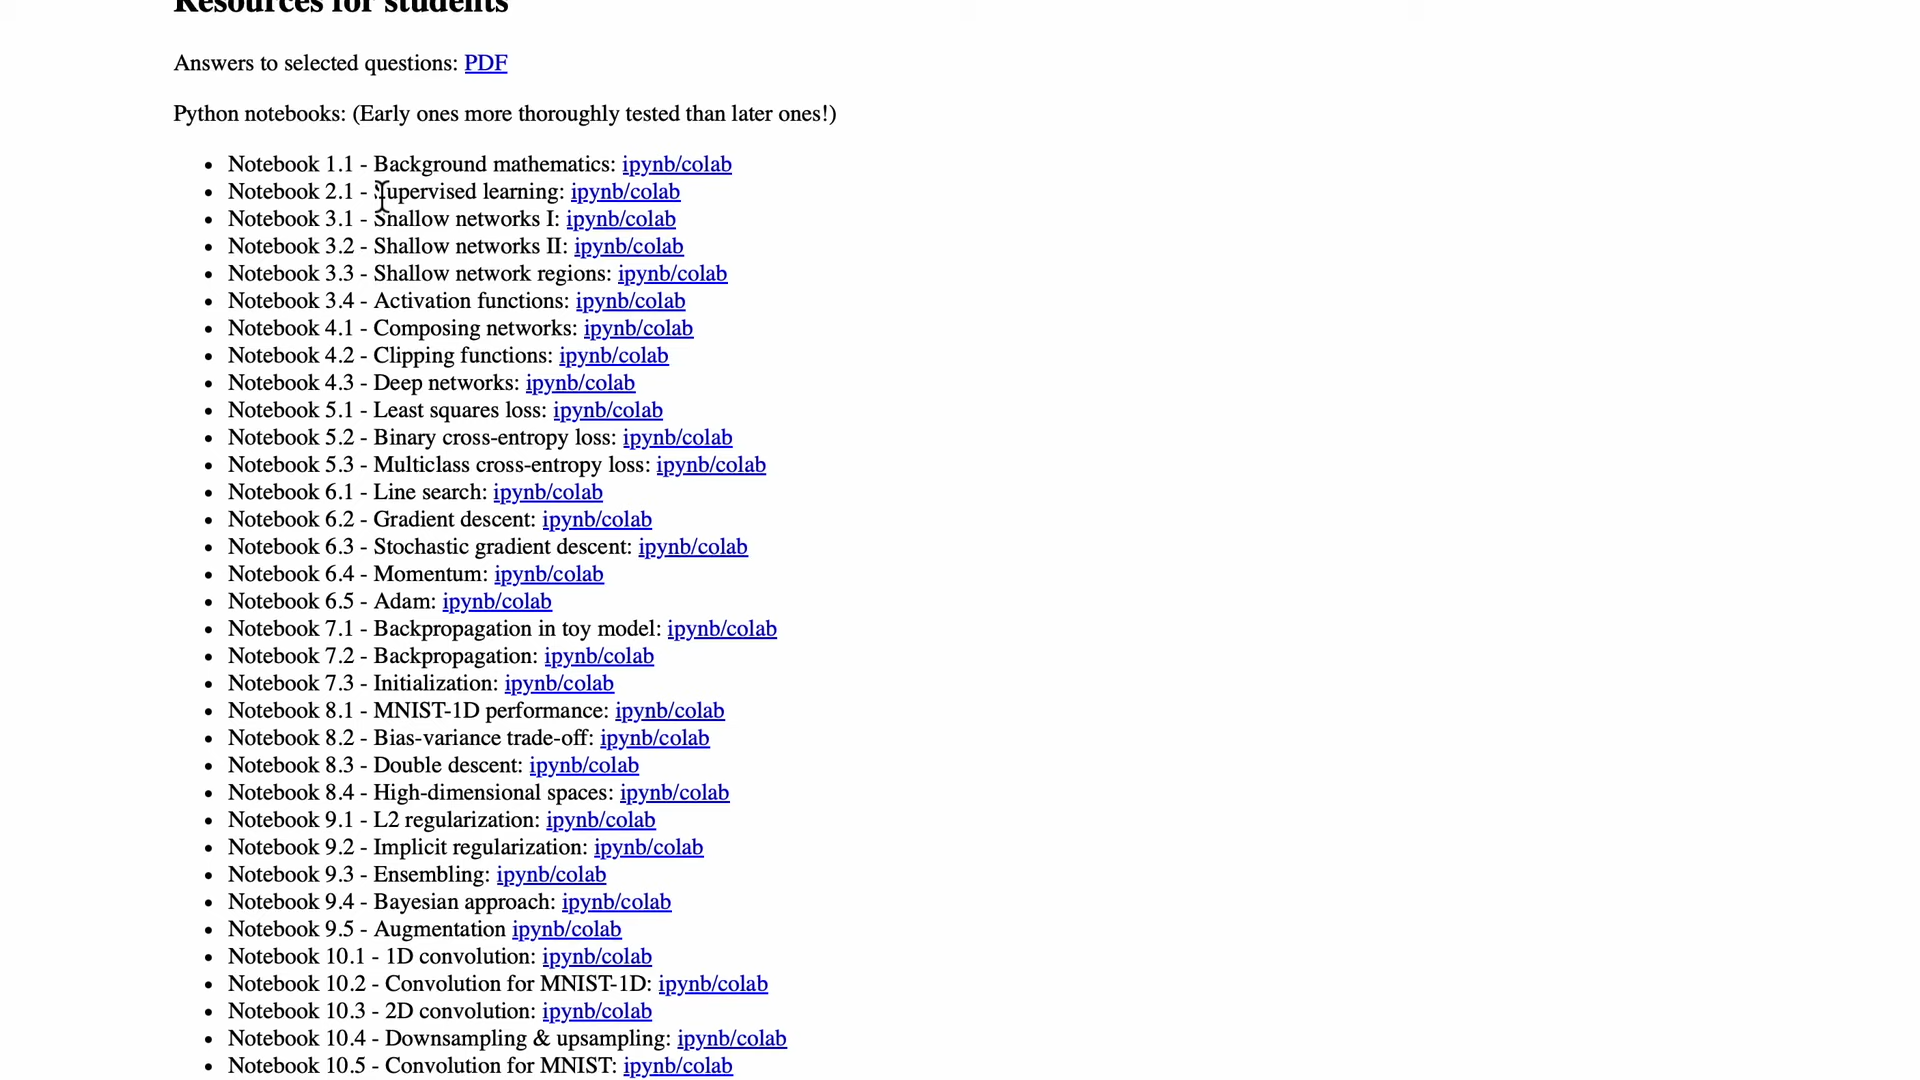 Resources for students
Answers to selected questions: PDF
Python notebooks: (Early ones more thoroughly tested than later ones!)
• Notebook 1.1 - Background mathematics: ipynb/colab
• Notebook 2.1 - Supervised learning: ipynb/colab
• Notebook 3.1 - Shallow networks I: ipynb/colab
• Notebook 3.2 - Shallow networks II: ipynb/colab
• Notebook 3.3 - Shallow network regions: ipynb/colab
• Notebook 3.4 - Activation functions: ipynb/colab
• Notebook 4.1 - Composing networks: ipynb/colab
• Notebook 4.2 - Clipping functions: ipynb/colab
• Notebook 4.3 - Deep networks: ipynb/colab
• Notebook 5.1 - Least squares loss: ipynb/colab
• Notebook 5.2 - Binary cross-entropy loss: ipynb/colab
• Notebook 5.3 - Multiclass cross-entropy loss: ipynb/colab
• Notebook 6.1 - Line search: ipynb/colab
• Notebook 6.2 - Gradient descent: ipynb/colab
• Notebook 6.3 - Stochastic gradient descent: ipynb/colab
• Notebook 6.4 - Momentum: ipynb/colab
• Notebook 6.5 - Adam: ipynb/colab
• Notebook 7.1 - Backpropagation in toy model: ipynb/colab
• Notebook 7.2 - Backpropagation: ipynb/colab
• Notebook 7.3 - Initialization: ipynb/colab
• Notebook 8.1 - MNIST-1D performance: ipynb/colab
• Notebook 8.2 - Bias-variance trade-off: ipynb/colab
• Notebook 8.3 - Double descent: ipynb/colab
• Notebook 8.4 - High-dimensional spaces: ipynb/colab
• Notebook 9.1 - L2 regularization: ipynb/colab
• Notebook 9.2 - Implicit regularization: ipynb/colab
• Notebook 9.3 - Ensembling: ipynb/colab
• Notebook 9.4 - Bayesian approach: ipynb/colab
• Notebook 9.5 - Augmentation ipynb/colab
• Notebook 10.1 - 1D convolution: ipynb/colab
• Notebook 10.2 - Convolution for MNIST-1D: ipynb/colab
• Notebook 10.3 - 2D convolution: ipynb/colab
• Notebook 10.4 - Downsampling & upsampling: ipynb/colab
• Notebook 10.5 - Convolution for MNIST: ipynb/colab